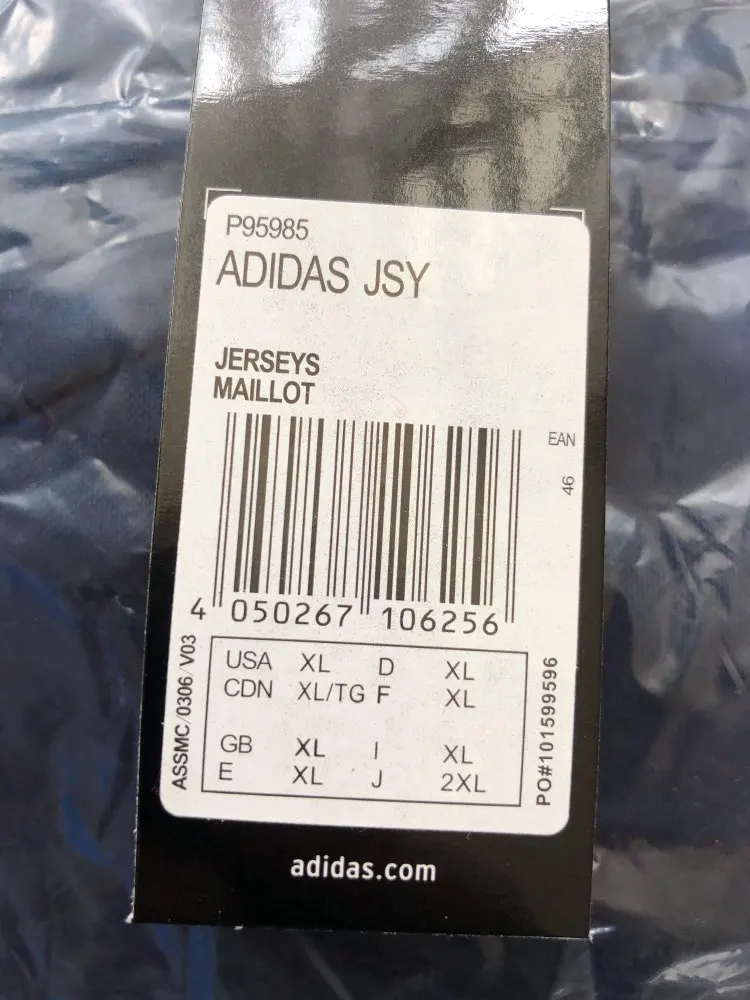 P95985
ADIDAS JSY
JERSEYS
MAILLOT
EAN
46
4 050267 106256
USA XL D XL
CDN XL/TG F XL
GB XL I XL
E XL J 2XL
ASSMC/0306/V03
PO#101599596
adidas.com